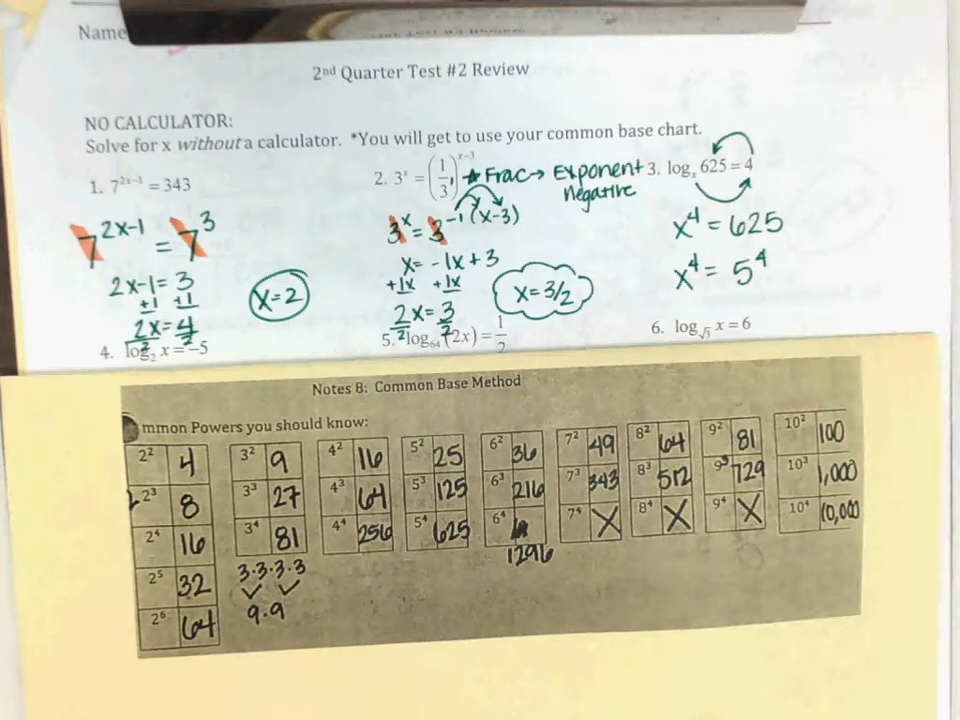 Name
2nd Quarter Test #2 Review
NO CALCULATOR:
Solve for x without a calculator. *You will get to use your common base chart.
1. 7^(2x-1) = 343
7^(2x-1) = 7^3
2x-1 = 3
+1 +1
2x = 4
2 2
x=2
2. 3^x = (1/3)^(x-3)
★Frac→ Exponent negative
3^x = 3^(-1(x-3))
x = -1x + 3
+1x +1x
2x = 3
2 2
x = 3/2
3. log_x 625 = 4
x^4 = 625
x^4 = 5^4
4. log_2 x = -5
5. log_64 (2x) = 1/2
6. log_√3 x = 6
Notes 8: Common Base Method
mmon Powers you should know:
2^2 4
2^3 8
2^4 16
2^5 32
2^6 64
3^2 9
3^3 27
3^4 81
3·3·3·3
9·9
4^2 16
4^3 64
4^4 256
5^2 25
5^3 125
5^4 625
6^2 36
6^3 216
6^4
1296
7^2 49
7^3 343
7^4 X
8^2 64
8^3 512
8^4 X
9^2 81
9^3 729
9^4 X
10^2 100
10^3 1,000
10^4 10,000